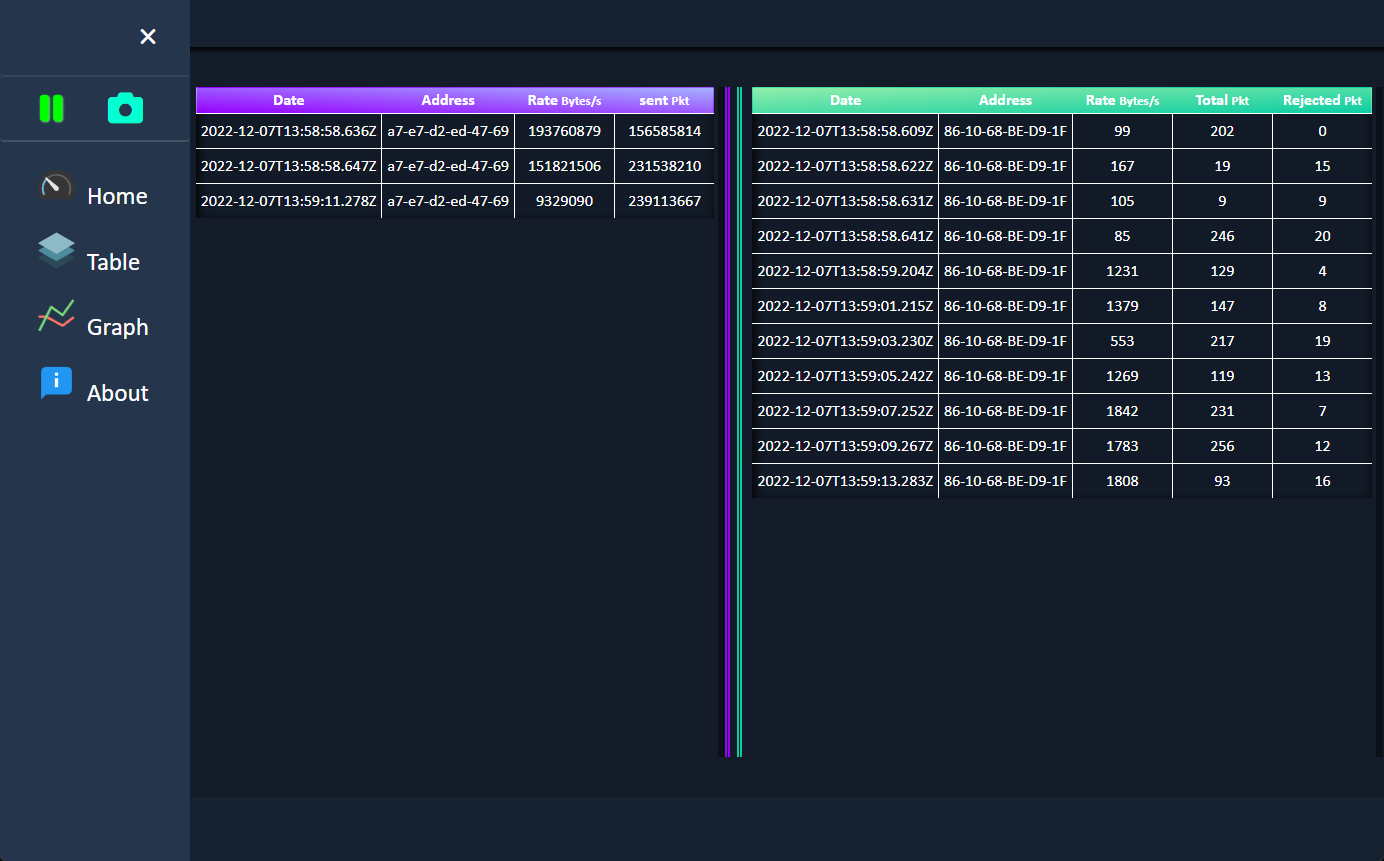 ×
Home
Table
Graph
About
Date Address Rate Bytes/s sent Pkt
2022-12-07T13:58:58.636Z a7-e7-d2-ed-47-69 193760879 156585814
2022-12-07T13:58:58.647Z a7-e7-d2-ed-47-69 151821506 231538210
2022-12-07T13:59:11.278Z a7-e7-d2-ed-47-69 9329090 239113667
Date Address Rate Bytes/s Total Pkt Rejected Pkt
2022-12-07T13:58:58.609Z 86-10-68-BE-D9-1F 99 202 0
2022-12-07T13:58:58.622Z 86-10-68-BE-D9-1F 167 19 15
2022-12-07T13:58:58.631Z 86-10-68-BE-D9-1F 105 9 9
2022-12-07T13:58:58.641Z 86-10-68-BE-D9-1F 85 246 20
2022-12-07T13:58:59.204Z 86-10-68-BE-D9-1F 1231 129 4
2022-12-07T13:59:01.215Z 86-10-68-BE-D9-1F 1379 147 8
2022-12-07T13:59:03.230Z 86-10-68-BE-D9-1F 553 217 19
2022-12-07T13:59:05.242Z 86-10-68-BE-D9-1F 1269 119 13
2022-12-07T13:59:07.252Z 86-10-68-BE-D9-1F 1842 231 7
2022-12-07T13:59:09.267Z 86-10-68-BE-D9-1F 1783 256 12
2022-12-07T13:59:13.283Z 86-10-68-BE-D9-1F 1808 93 16